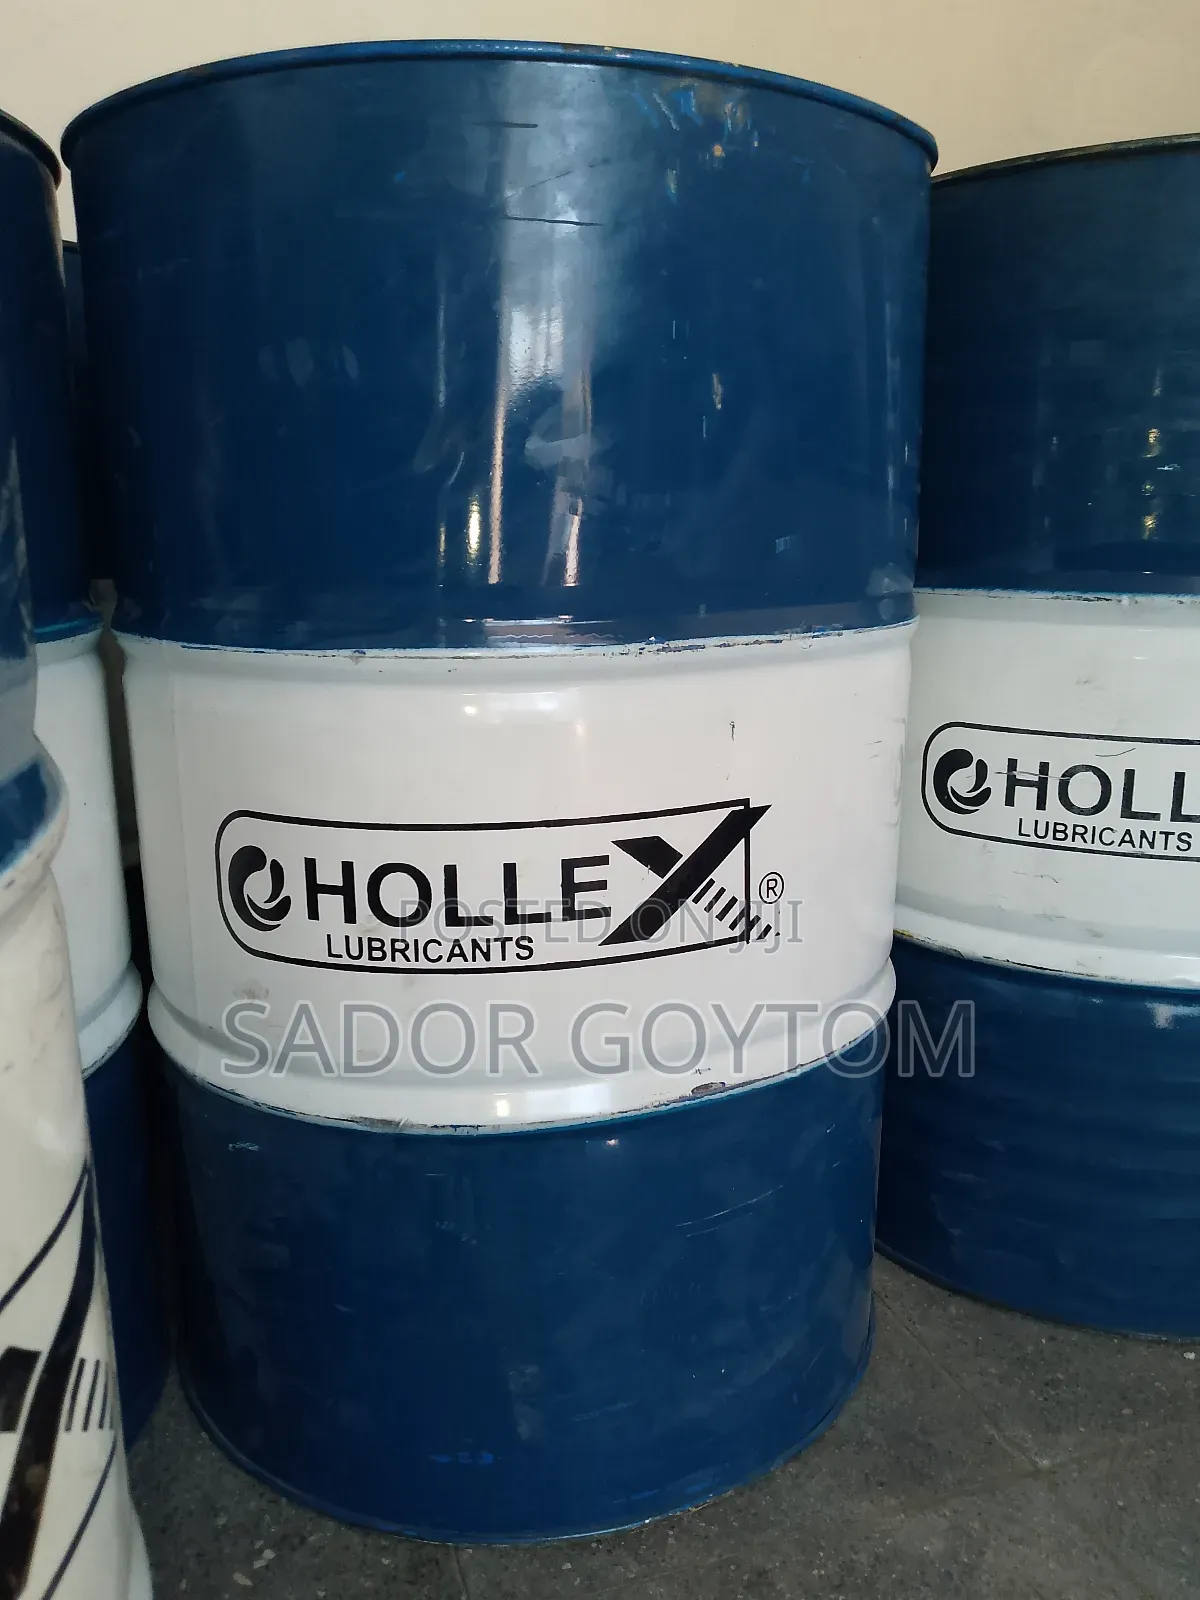 HOLLEX®
LUBRICANTS
POSTED ON JIJI
SADOR GOYTOM
HOLL
LUBRICANTS